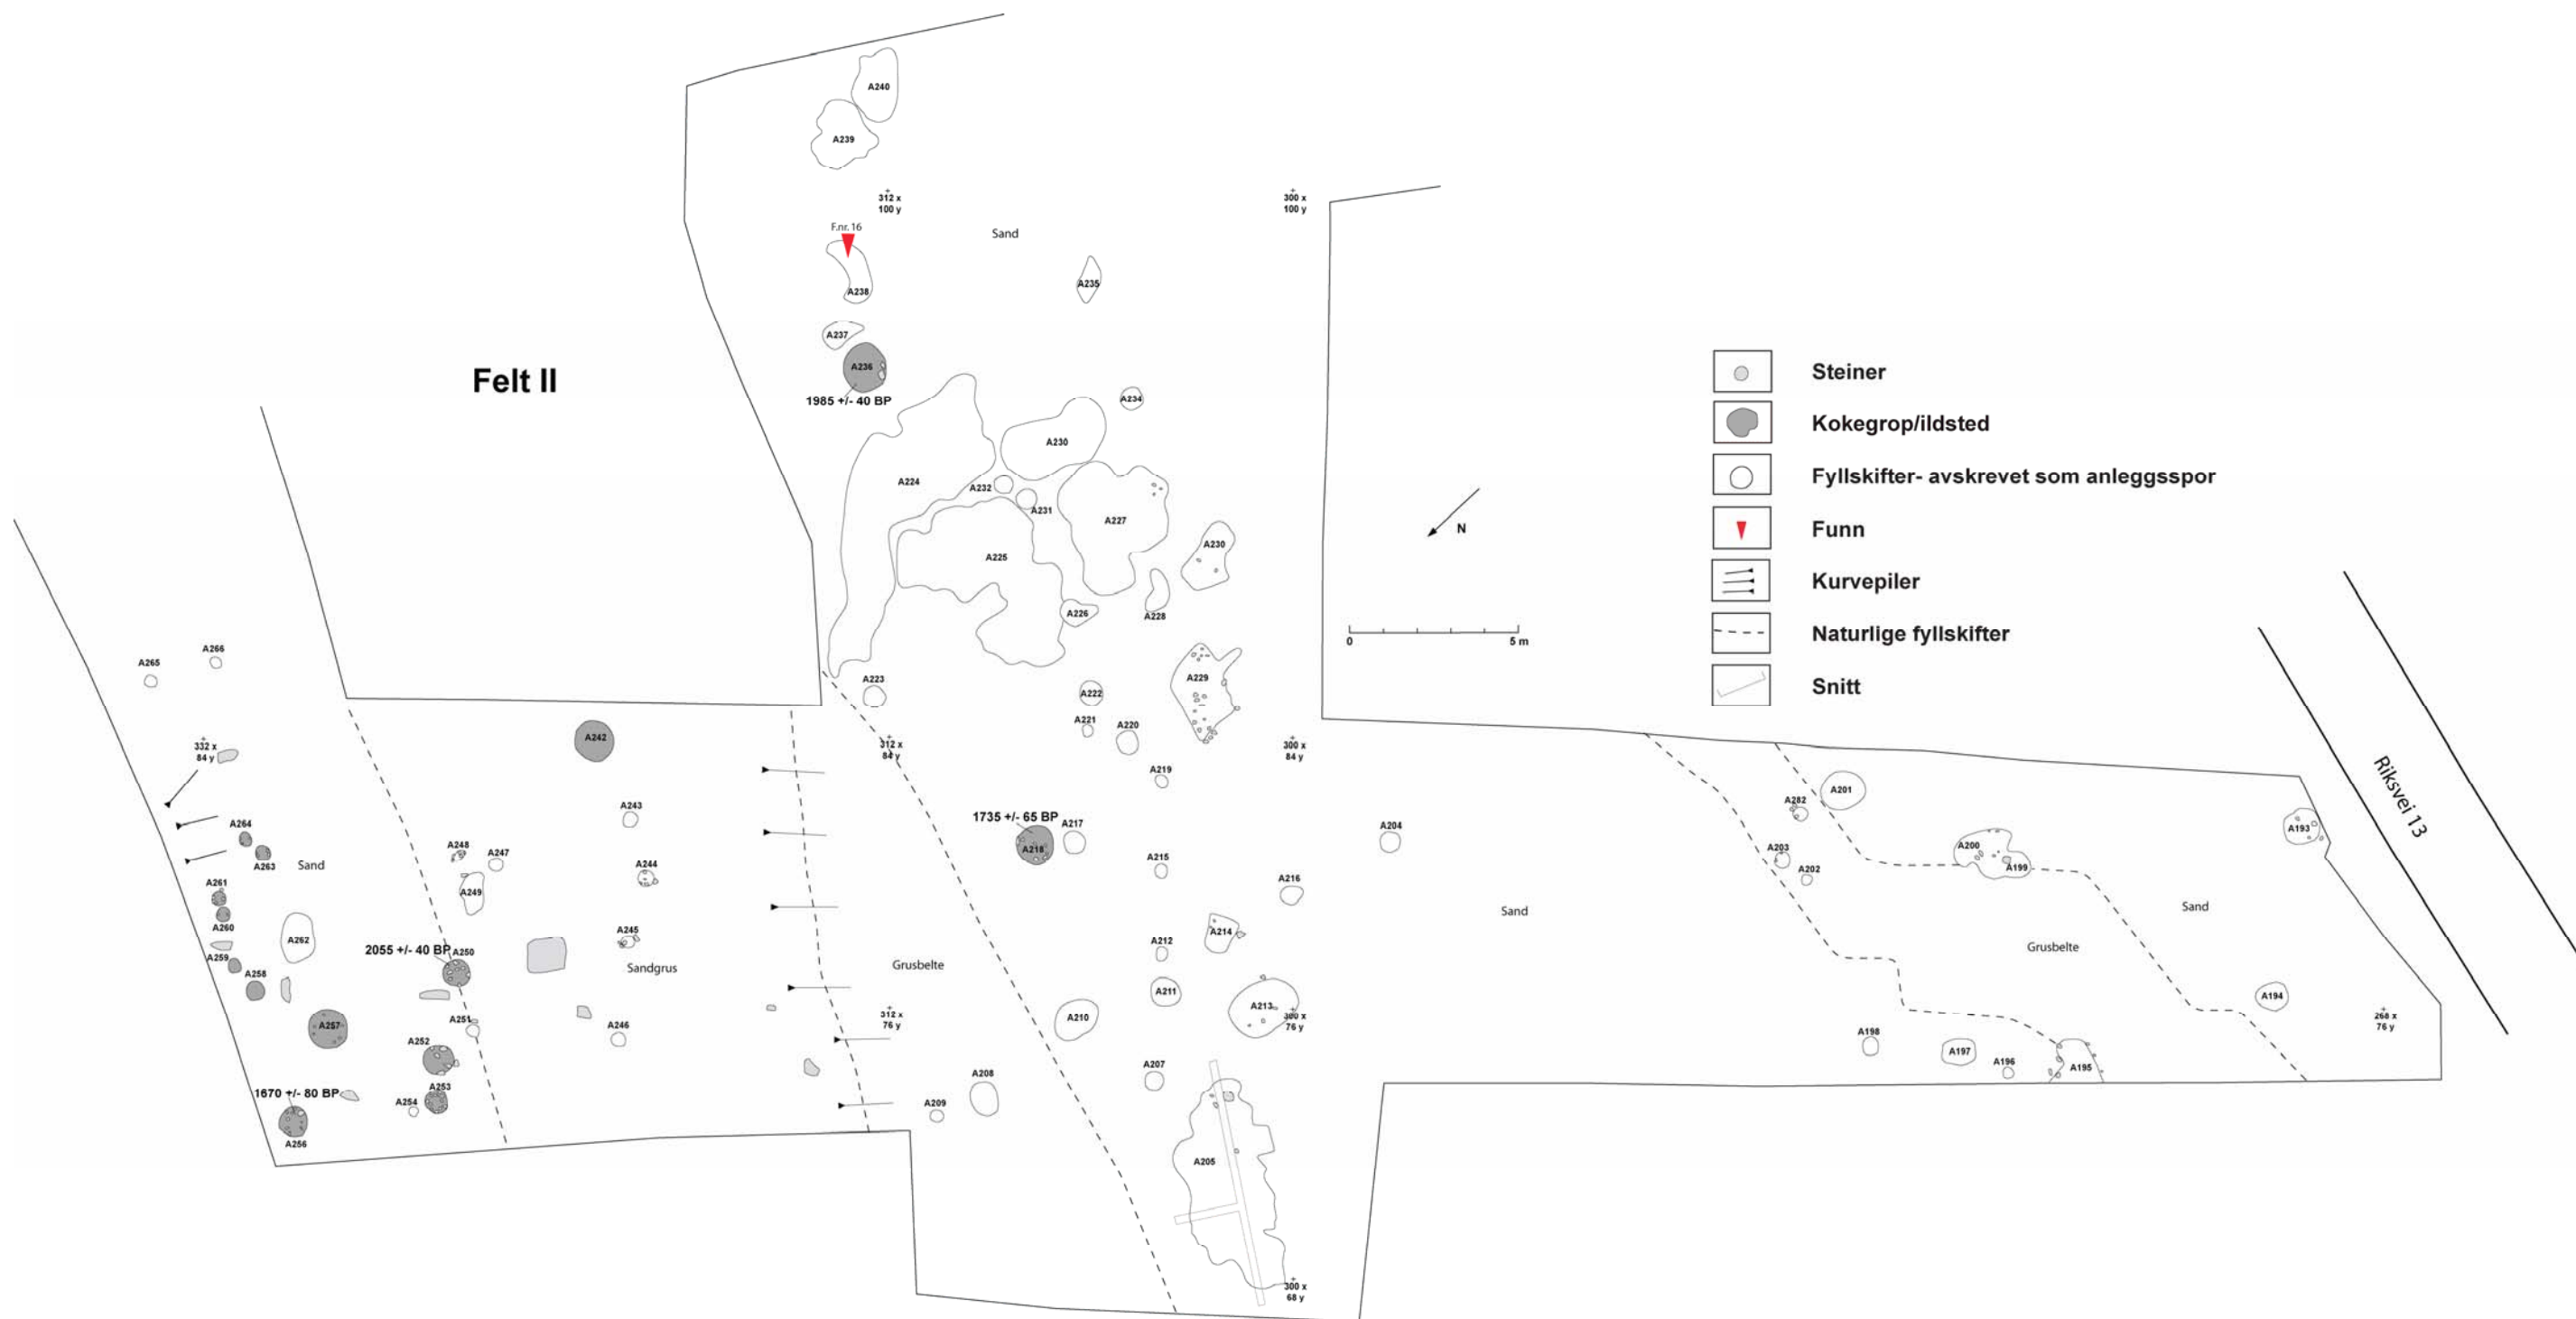 A240
A239
+
312 x
100 y
+
300 x
100 y
F.nr. 16
Sand
A238
A235
A237
A236
1985 +/- 40 BP
Felt II
A234
A230
A224
A232
A231
A227
A225
A230
A226
A228
N
0
5 m
Steiner
Kokegrop/ildsted
Fyllskifter- avskrevet som anleggsspor
Funn
Kurvepiler
Naturlige fyllskifter
Snitt
A265
A266
A223
A222
A229
A221
A220
+
332 x
84 y
A242
+
312 x
84 y
+
300 x
84 y
A219
Riksvei 13
A243
1735 +/- 65 BP
A217
A218
A204
A282
A201
A193
A264
A263
Sand
A248
A247
A244
A249
A215
A216
A203
A202
A200
A199
A261
A260
A262
A259
A258
2055 +/- 40 BP
A250
A245
Sandgrus
Grusbelte
A212
A214
Sand
Sand
Grusbelte
A211
A213
A210
+
312 x
76 y
+
300 x
76 y
A194
+
268 x
76 y
A257
A251
A246
A252
A198
A197
A196
A195
A207
A208
A209
A253
A254
1670 +/- 80 BP
A256
A205
+
300 x
68 y